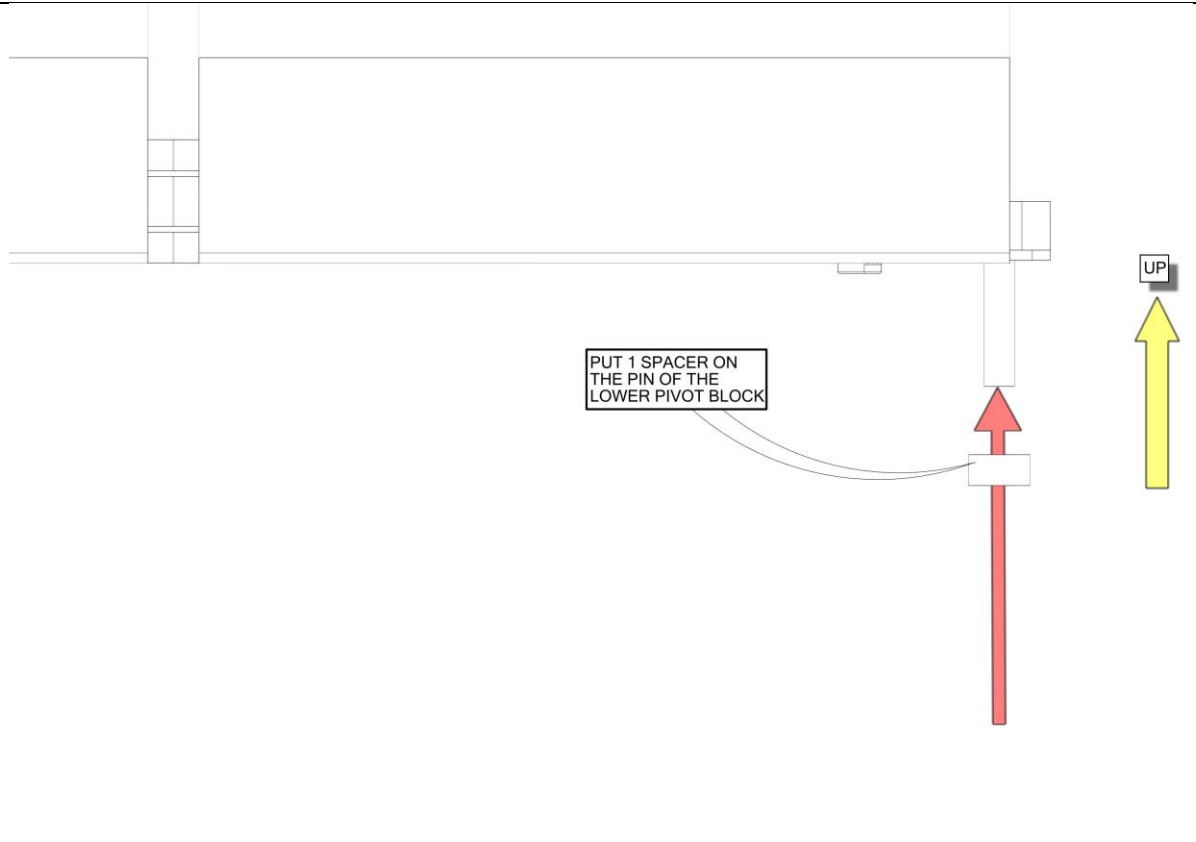 PUT 1 SPACER ON
THE PIN OF THE
LOWER PIVOT BLOCK
UP